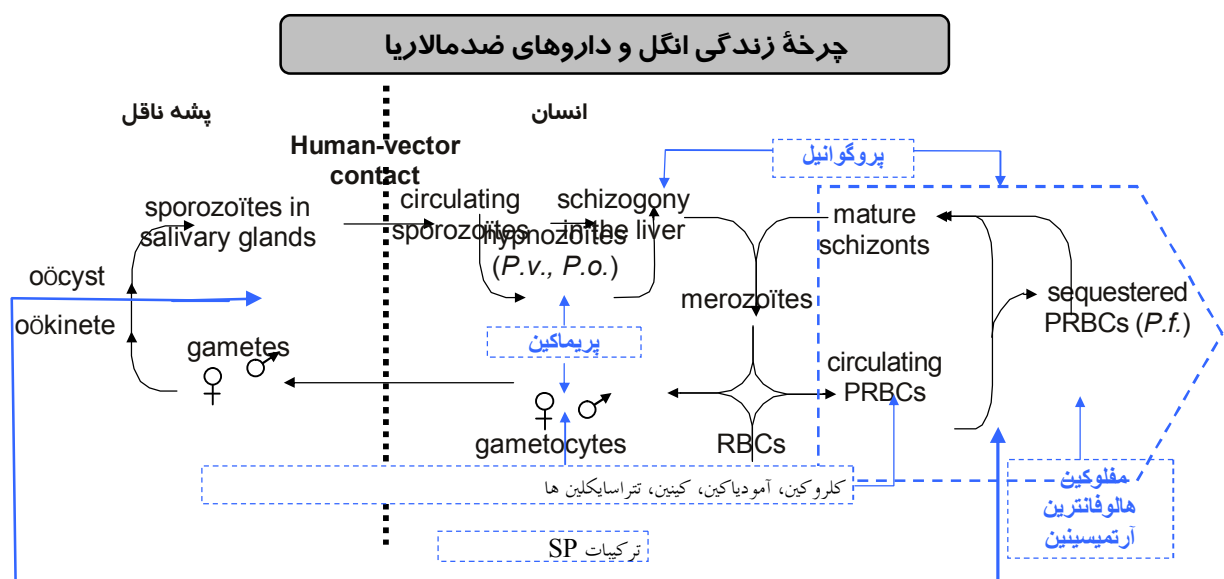 چرخهٔ زندگی انگل و داروهای ضدمالاریا
پشه ناقل
انسان
Human-vector
contact
پروگوانیل
sporozoïtes in
salivary glands
circulating
sporozoïtes
hypnozoïtes
(P.v., P.o.)
schizogony
in the liver
mature
schizonts
oöcyst
oökinete
merozoïtes
sequestered
PRBCs (P.f.)
gametes
♀ ♂
پریماکین
circulating
PRBCs
♀ ♂
gametocytes
RBCs
کلروکین، آمودیاکین، کینین، تتراسایکلین ها
مفلوکین
هالوفانترین
آرتمیسینین
ترکیبات SP